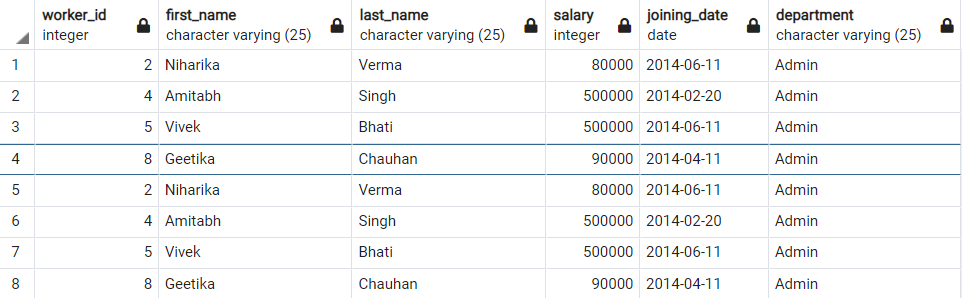 worker_id first_name last_name salary joining_date department
integer character varying (25) character varying (25) integer date character varying (25)
1 2 Niharika Verma 80000 2014-06-11 Admin
2 4 Amitabh Singh 500000 2014-02-20 Admin
3 5 Vivek Bhati 500000 2014-06-11 Admin
4 8 Geetika Chauhan 90000 2014-04-11 Admin
5 2 Niharika Verma 80000 2014-06-11 Admin
6 4 Amitabh Singh 500000 2014-02-20 Admin
7 5 Vivek Bhati 500000 2014-06-11 Admin
8 8 Geetika Chauhan 90000 2014-04-11 Admin